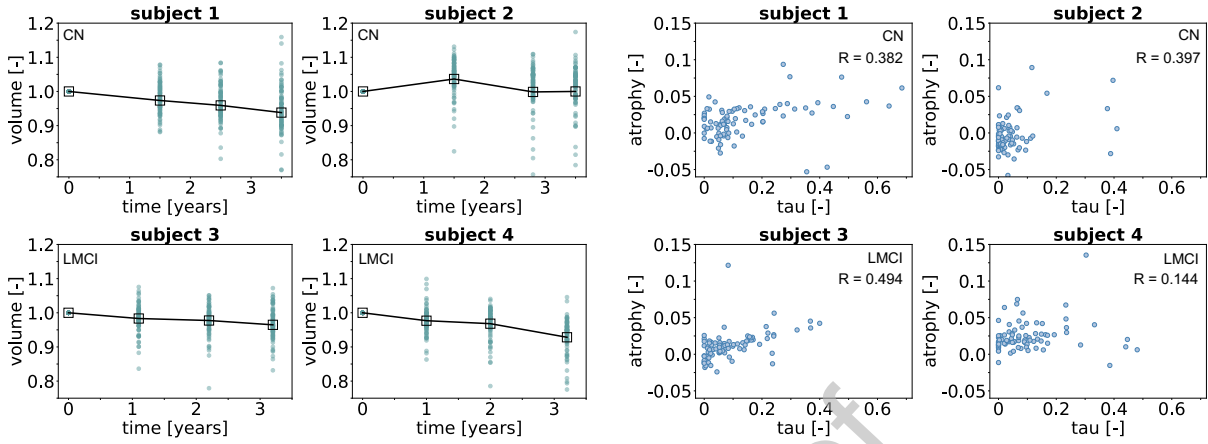 subject 1
CN
volume [-]
1.2
1.1
1.0
0.9
0.8
0 1 2 3
time [years]
subject 2
CN
volume [-]
1.2
1.1
1.0
0.9
0.8
0 1 2 3
time [years]
subject 1
CN
R = 0.382
atrophy [-]
0.15
0.10
0.05
0.0
-0.05
0 0.2 0.4 0.6
tau [-]
subject 2
CN
R = 0.397
atrophy [-]
0.15
0.10
0.05
0.0
-0.05
0 0.2 0.4 0.6
tau [-]
subject 3
LMCI
volume [-]
1.2
1.1
1.0
0.9
0.8
0 1 2 3
time [years]
subject 4
LMCI
volume [-]
1.2
1.1
1.0
0.9
0.8
0 1 2 3
time [years]
subject 3
LMCI
R = 0.494
atrophy [-]
0.15
0.10
0.05
0.00
-0.05
0 0.2 0.4 0.6
tau [-]
subject 4
LMCI
R = 0.144
atrophy [-]
0.15
0.10
0.05
0.00
-0.05
0 0.2 0.4 0.6
tau [-]